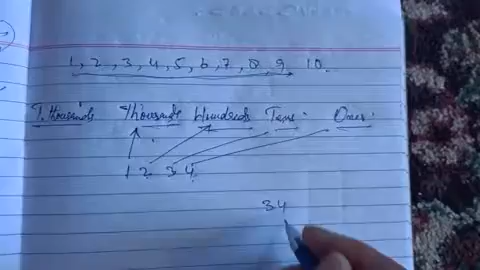 1, 2, 3, 4, 5, 6, 7, 8, 9, 10.
T. thousands Thousands Hundreds Tens. Ones.
1 2 3 4
34